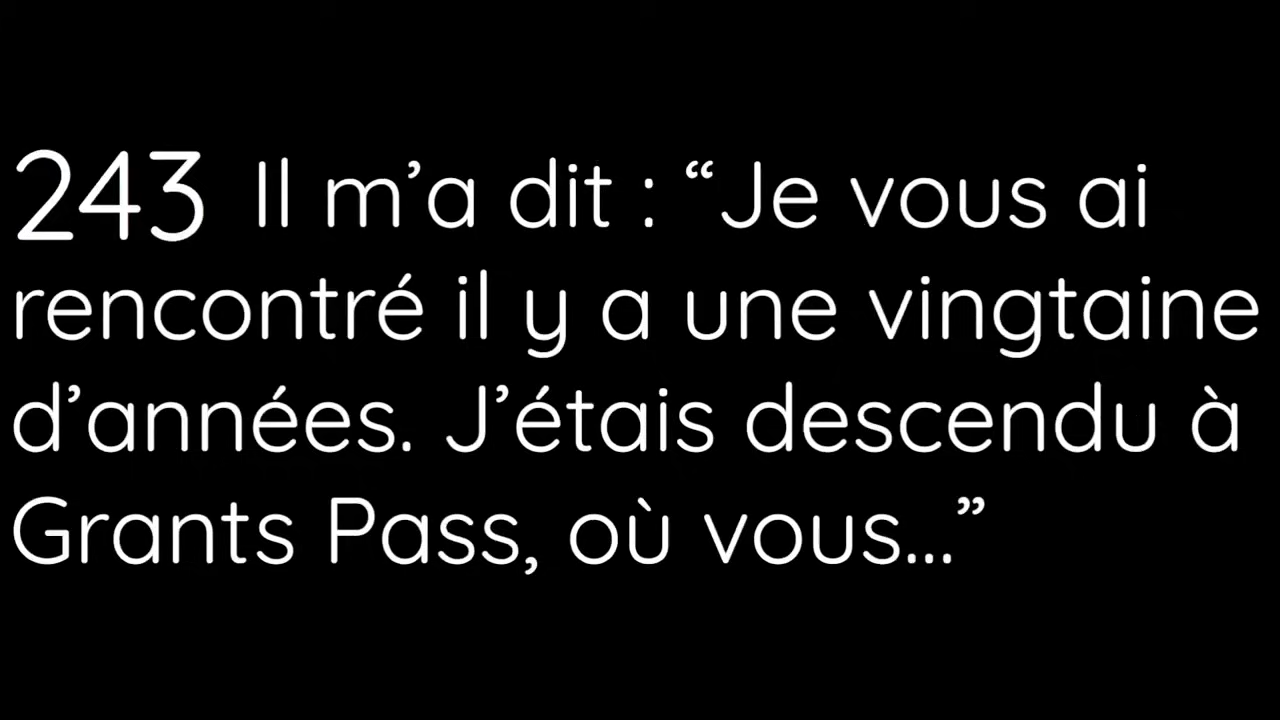 243 Il m’a dit : “Je vous ai
rencontré il y a une vingtaine
d’années. J’étais descendu à
Grants Pass, où vous...”